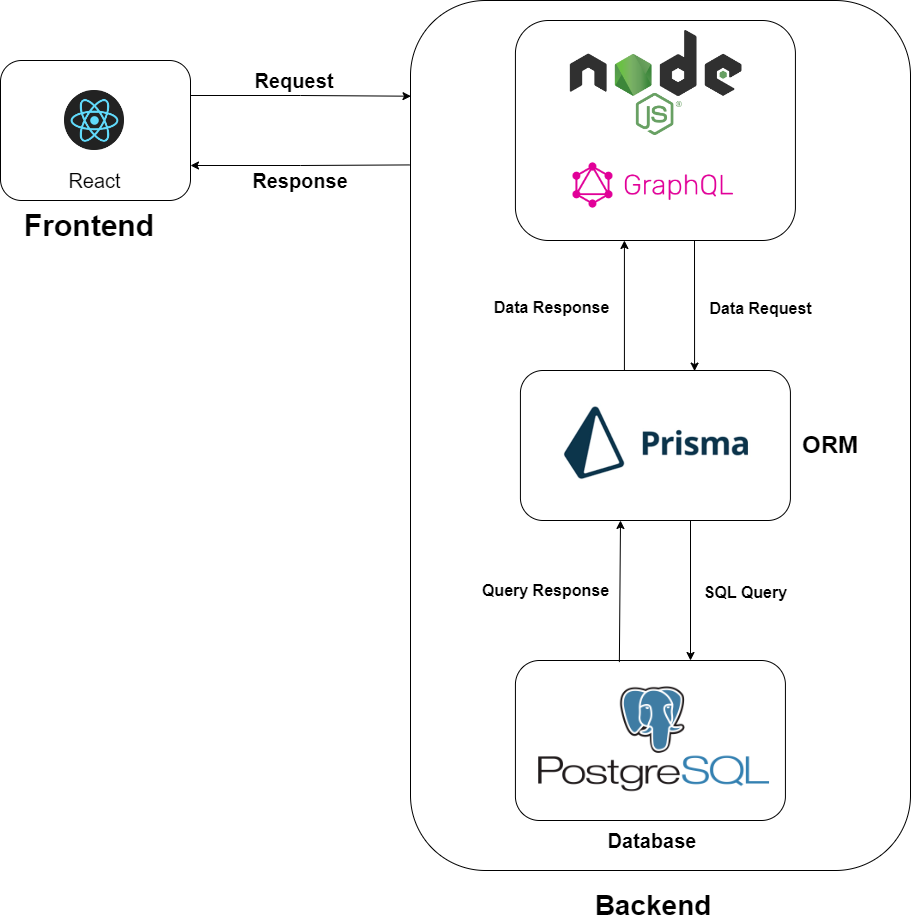 node
JS
GraphQL
Request
React
Response
Frontend
Data Response
Data Request
Prisma
ORM
Query Response
SQL Query
PostgreSQL
Database
Backend